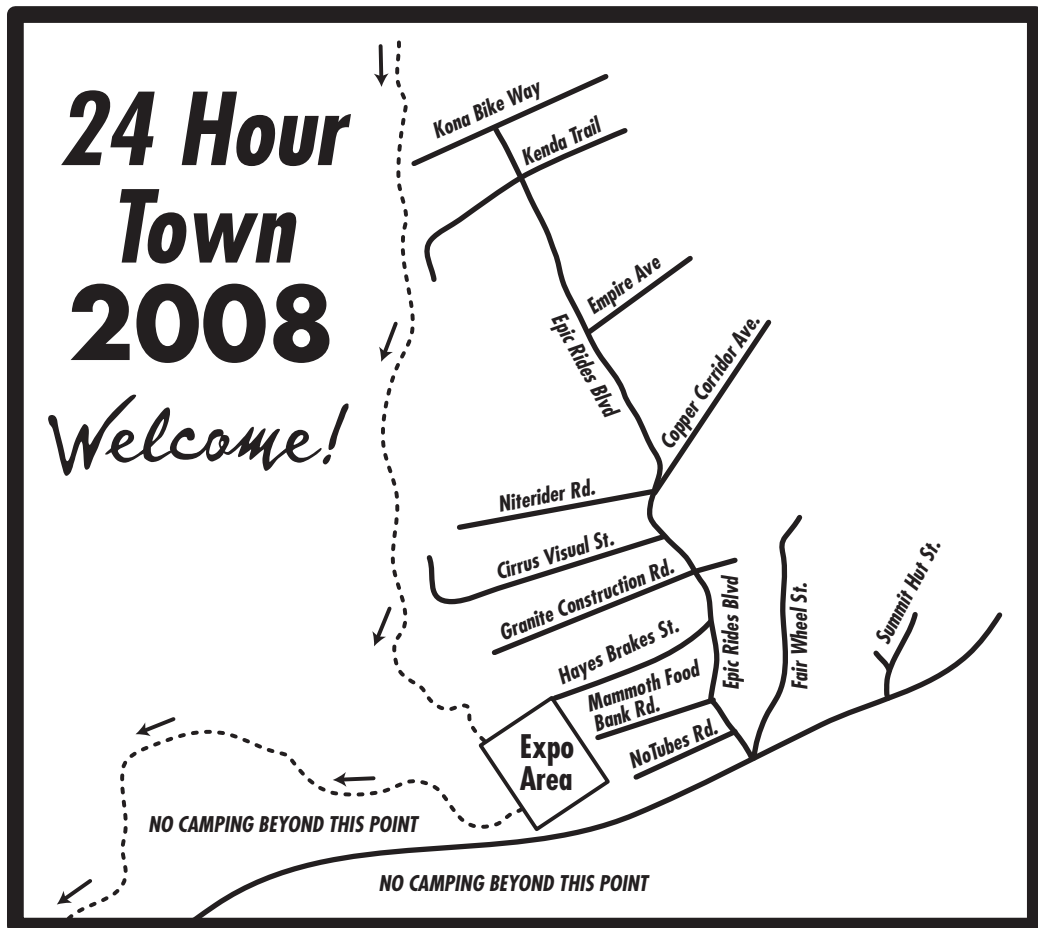 24 Hour
Town
2008
Welcome!
Kona Bike Way
Kenda Trail
Empire Ave
Epic Rides Blvd
Copper Corridor Ave.
Niterider Rd.
Cirrus Visual St.
Granite Construction Rd.
Hayes Brakes St.
Epic Rides Blvd
Fair Wheel St.
Summit Hut St.
Mammoth Food
Bank Rd.
NoTubes Rd.
Expo
Area
NO CAMPING BEYOND THIS POINT
NO CAMPING BEYOND THIS POINT